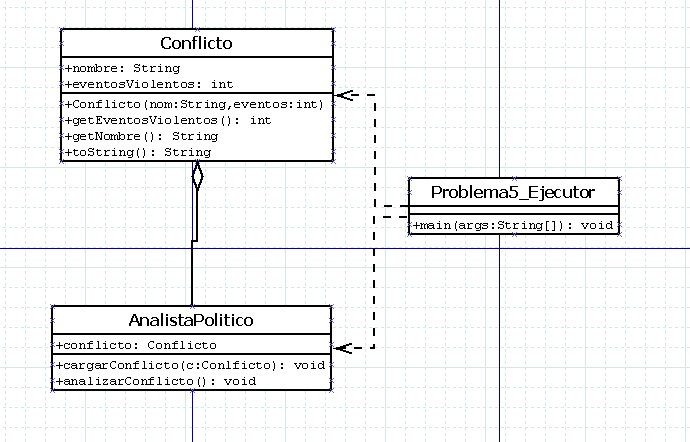 Conflicto
+nombre: String
+eventosViolentos: int
+Conflicto(nom:String,eventos:int)
+getEventosViolentos(): int
+getNombre(): String
+toString(): String
Problema5_Ejecutor
+main(args:String[]): void
AnalistaPolitico
+conflicto: Conflicto
+cargarConflicto(c:Conlficto): void
+analizarConflicto(): void